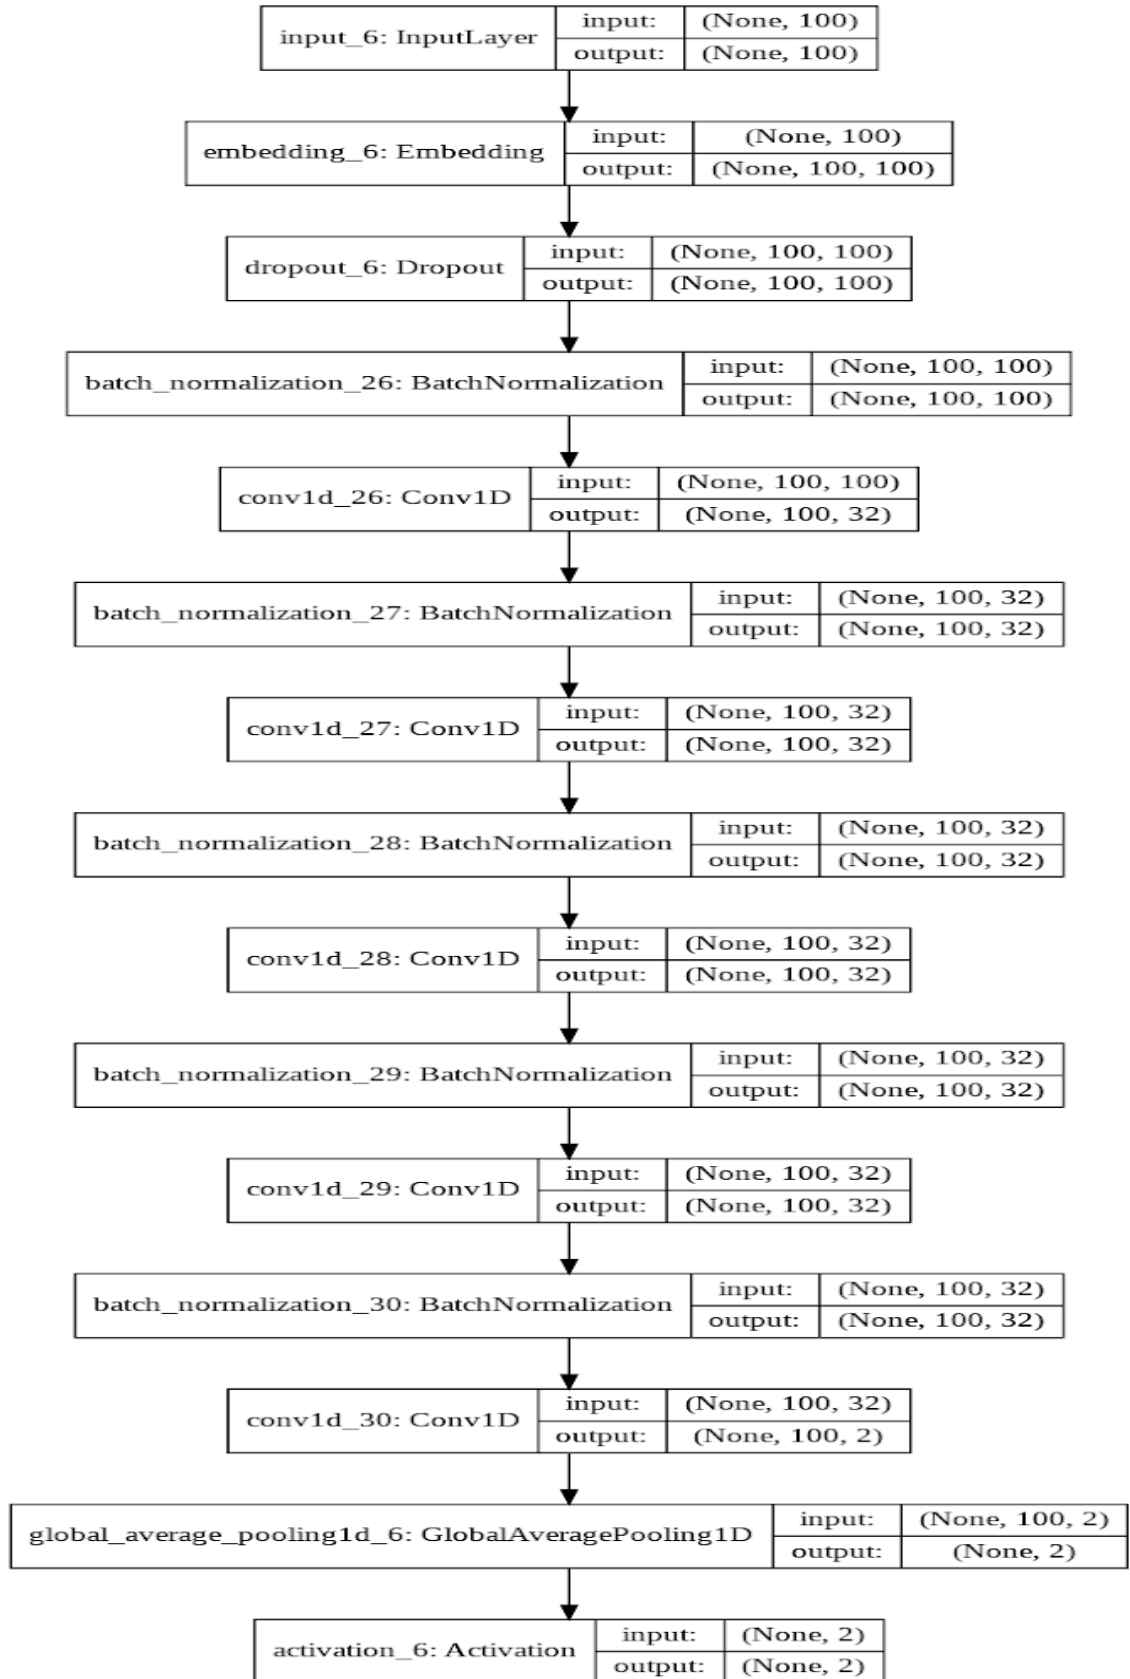 input_6: InputLayer
input: (None, 100)
output: (None, 100)
embedding_6: Embedding
input: (None, 100)
output: (None, 100, 100)
dropout_6: Dropout
input: (None, 100, 100)
output: (None, 100, 100)
batch_normalization_26: BatchNormalization
input: (None, 100, 100)
output: (None, 100, 100)
conv1d_26: Conv1D
input: (None, 100, 100)
output: (None, 100, 32)
batch_normalization_27: BatchNormalization
input: (None, 100, 32)
output: (None, 100, 32)
conv1d_27: Conv1D
input: (None, 100, 32)
output: (None, 100, 32)
batch_normalization_28: BatchNormalization
input: (None, 100, 32)
output: (None, 100, 32)
conv1d_28: Conv1D
input: (None, 100, 32)
output: (None, 100, 32)
batch_normalization_29: BatchNormalization
input: (None, 100, 32)
output: (None, 100, 32)
conv1d_29: Conv1D
input: (None, 100, 32)
output: (None, 100, 32)
batch_normalization_30: BatchNormalization
input: (None, 100, 32)
output: (None, 100, 32)
conv1d_30: Conv1D
input: (None, 100, 32)
output: (None, 100, 2)
global_average_pooling1d_6: GlobalAveragePooling1D
input: (None, 100, 2)
output: (None, 2)
activation_6: Activation
input: (None, 2)
output: (None, 2)